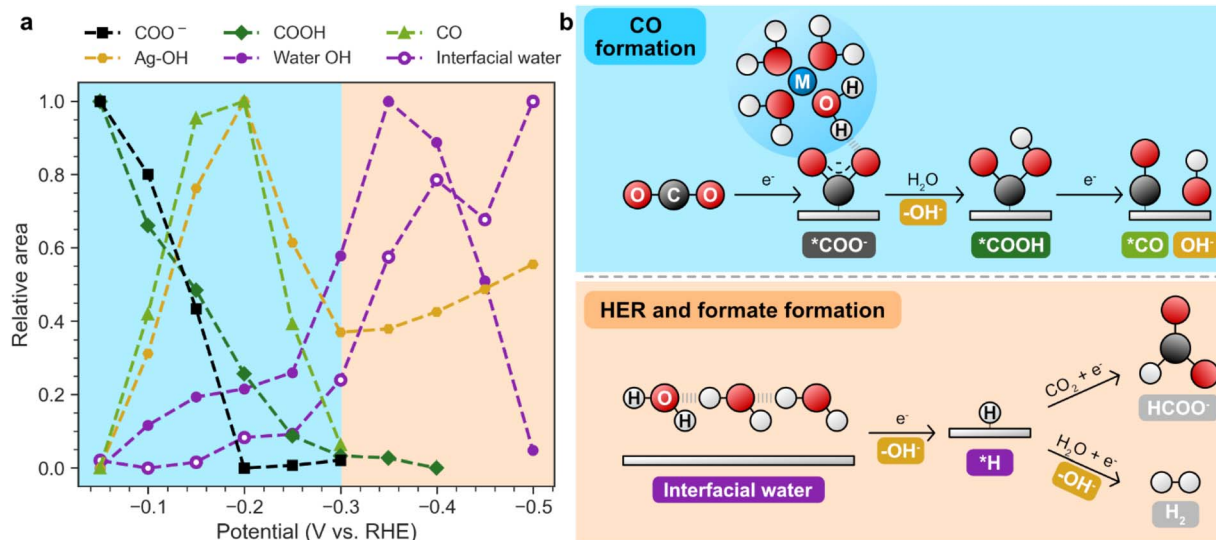 a
COO⁻ COOH CO
Ag-OH Water OH Interfacial water
Relative area
1.0
0.8
0.6
0.4
0.2
0.0
−0.1 −0.2 −0.3 −0.4 −0.5
Potential (V vs. RHE)
b
CO
formation
M
H
O
H
O C O
e⁻
H₂O
-OH⁻
e⁻
*COO⁻
*COOH
*CO OH⁻
HER and formate formation
H O
H
Interfacial water
e⁻
-OH⁻
H
*H
CO₂ + e⁻
HCOO⁻
H₂O + e⁻
-OH⁻
H₂